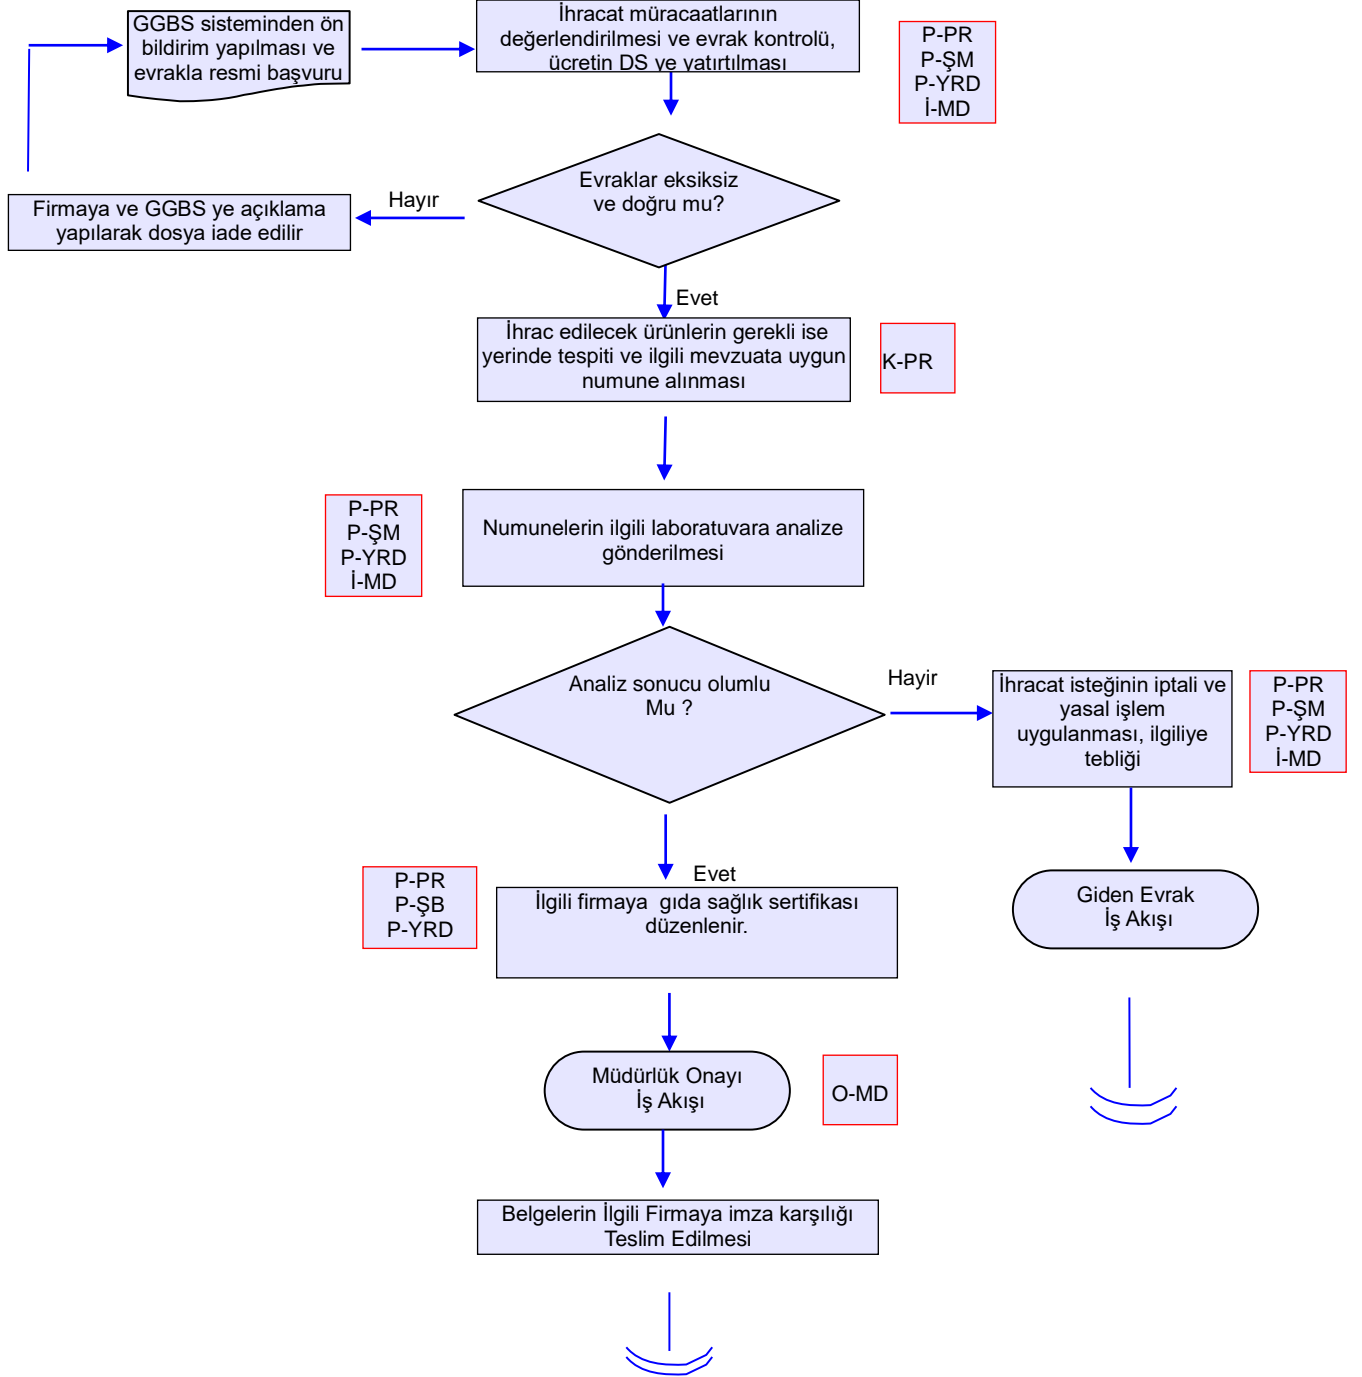 GGBS sisteminden ön
bildirim yapılması ve
evrakla resmi başvuru
İhracat müracaatlarının
değerlendirilmesi ve evrak kontrolü,
ücretin DS ye yatırtılması
P-PR
P-ŞM
P-YRD
İ-MD
Evraklar eksiksiz
ve doğru mu?
Hayır
Firmaya ve GGBS ye açıklama
yapılarak dosya iade edilir
Evet
İhrac edilecek ürünlerin gerekli ise
yerinde tespiti ve ilgili mevzuata uygun
numune alınması
K-PR
P-PR
P-ŞM
P-YRD
İ-MD
Numunelerin ilgili laboratuvara analize
gönderilmesi
Analiz sonucu olumlu
Mu ?
Hayir
İhracat isteğinin iptali ve
yasal işlem
uygulanması, ilgiliye
tebliği
P-PR
P-ŞM
P-YRD
İ-MD
Giden Evrak
İş Akışı
Evet
P-PR
P-ŞB
P-YRD
İlgili firmaya  gıda sağlık sertifikası
düzenlenir.
Müdürlük Onayı
İş Akışı
O-MD
Belgelerin İlgili Firmaya imza karşılığı
Teslim Edilmesi